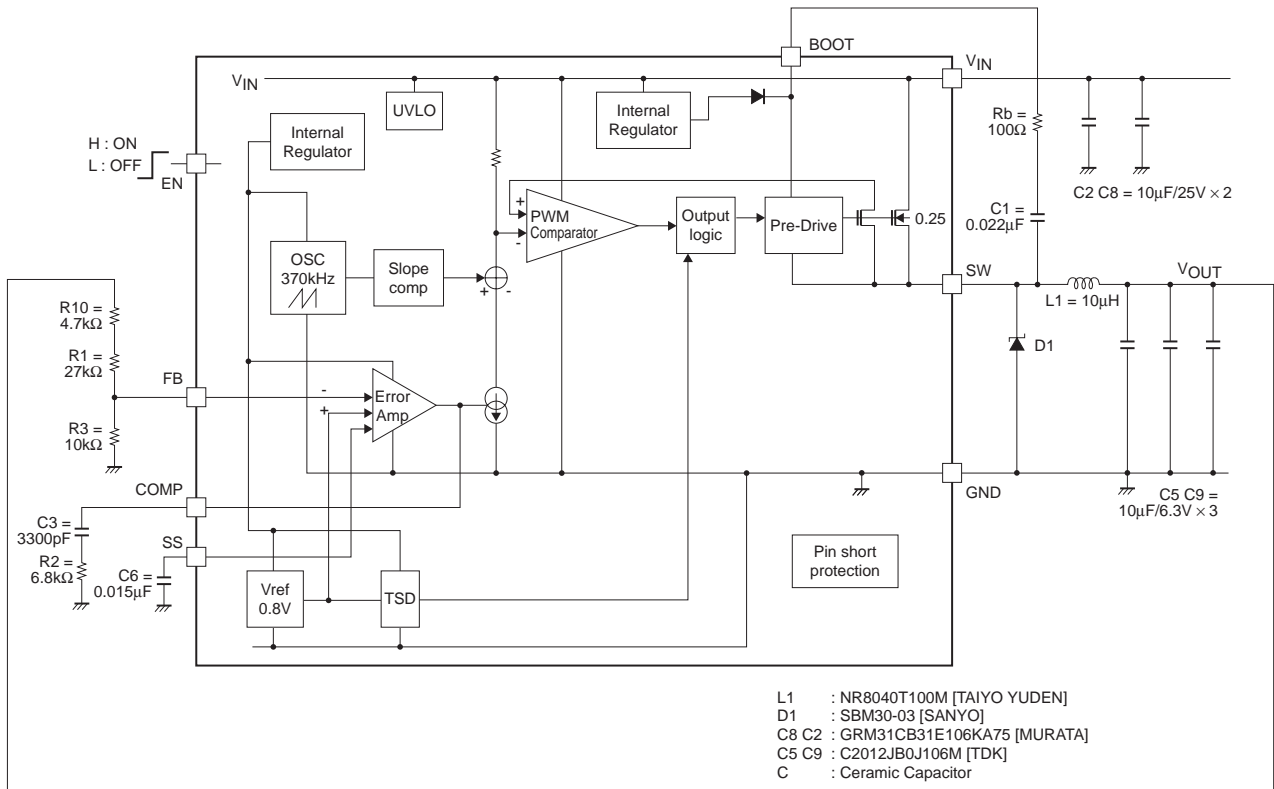 BOOT
VIN
VIN
UVLO
Internal
Regulator
Internal
Regulator
Rb =
100Ω
H : ON
L : OFF
EN
C2 C8 = 10μF/25V × 2
C1 =
0.022μF
+
PWM
Comparator
-
Output
logic
Pre-Drive
0.25
OSC
370kHz
Slope
comp
+
-
SW
VOUT
L1 = 10μH
R10 =
4.7kΩ
R1 =
27kΩ
D1
FB
-
Error
+
Amp
R3 =
10kΩ
COMP
GND
C5 C9 =
10μF/6.3V × 3
C3 =
3300pF
SS
R2 =
6.8kΩ
C6 =
0.015μF
Vref
0.8V
TSD
Pin short
protection
L1 : NR8040T100M [TAIYO YUDEN]
D1 : SBM30-03 [SANYO]
C8 C2 : GRM31CB31E106KA75 [MURATA]
C5 C9 : C2012JB0J106M [TDK]
C : Ceramic Capacitor